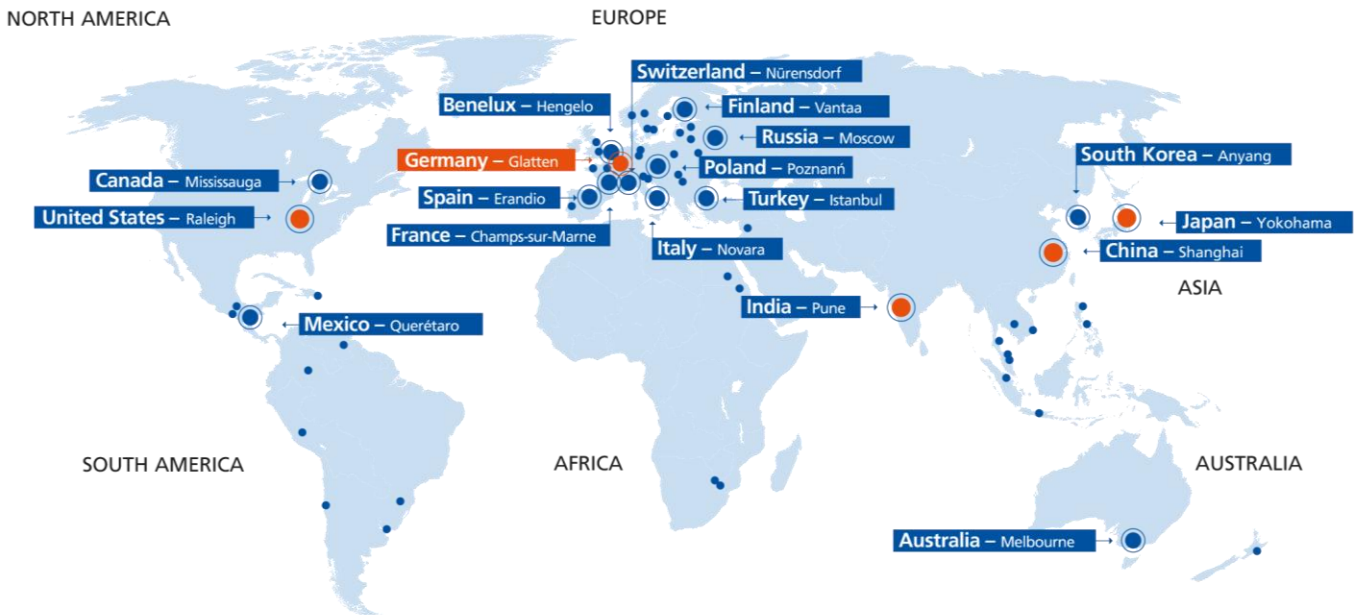 NORTH AMERICA
EUROPE
Switzerland – Nürensdorf
Benelux – Hengelo
Finland – Vantaa
Russia – Moscow
Germany – Glatten
Poland – Poznanń
South Korea – Anyang
Canada – Mississauga
Spain – Erandio
Turkey – Istanbul
United States – Raleigh
Japan – Yokohama
France – Champs-sur-Marne
Italy – Novara
China – Shanghai
ASIA
India – Pune
Mexico – Querétaro
SOUTH AMERICA
AFRICA
AUSTRALIA
Australia – Melbourne